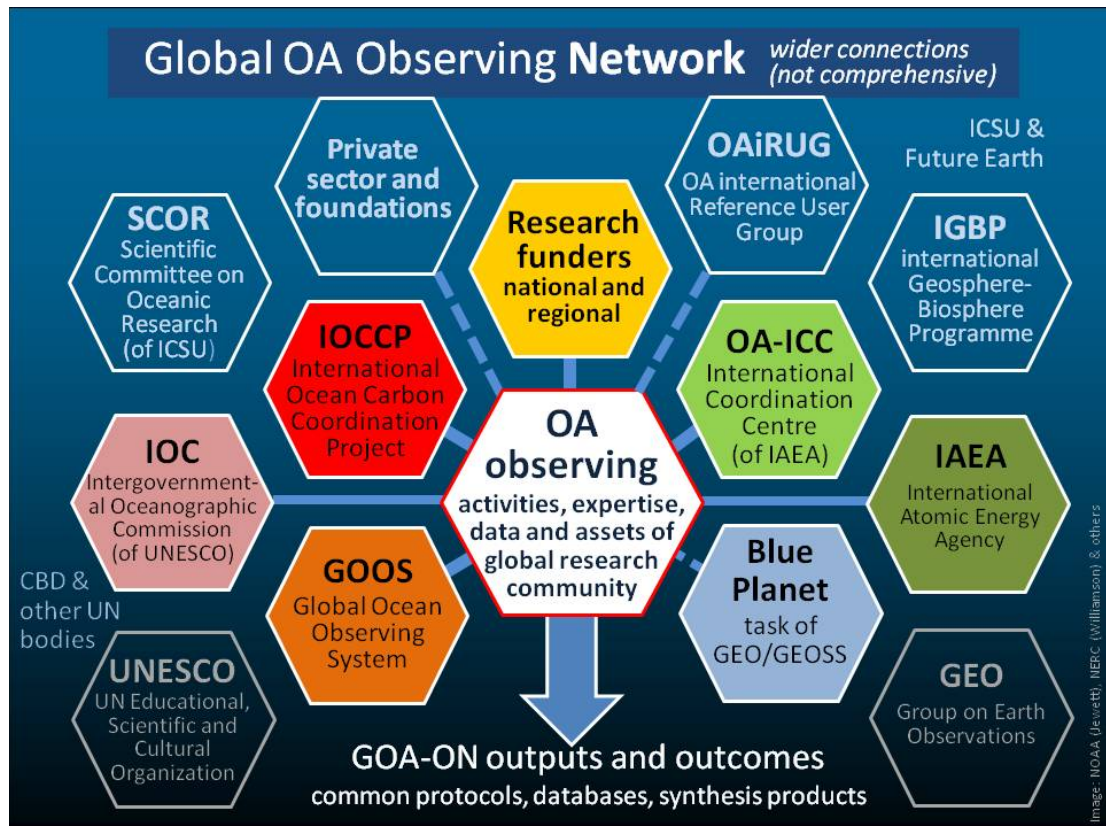 Global OA Observing Network
wider connections
(not comprehensive)
Private
sector and
foundations
OAiRUG
OA international
Reference User
Group
ICSU &
Future Earth
SCOR
Scientific
Committee on
Oceanic
Research
(of ICSU)
Research
funders
national and
regional
IGBP
international
Geosphere-
Biosphere
Programme
IOCCP
International
Ocean Carbon
Coordination
Project
OA-ICC
International
Coordination
Centre
(of IAEA)
IOC
Intergovernment-
al Oceanographic
Commission
(of UNESCO)
OA
observing
activities, expertise,
data and assets of
global research
community
IAEA
International
Atomic Energy
Agency
CBD &
other UN
bodies
GOOS
Global Ocean
Observing
System
Blue
Planet
task of
GEO/GEOSS
UNESCO
UN Educational,
Scientific and
Cultural
Organization
GEO
Group on Earth
Observations
GOA-ON outputs and outcomes
common protocols, databases, synthesis products
Image: NOAA (Jewett), NERC (Williamson) & others